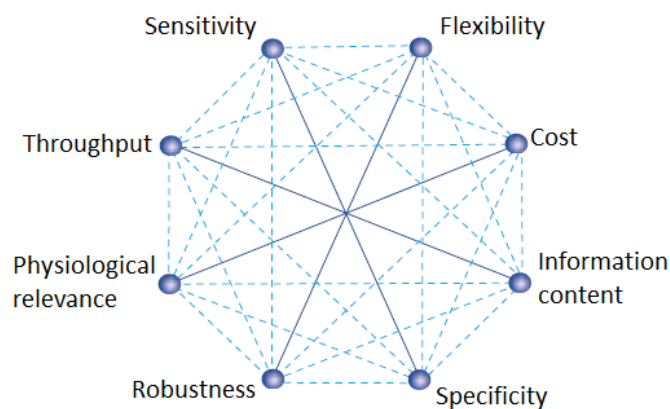 Sensitivity
Flexibility
Throughput
Cost
Physiological
relevance
Information
content
Robustness
Specificity